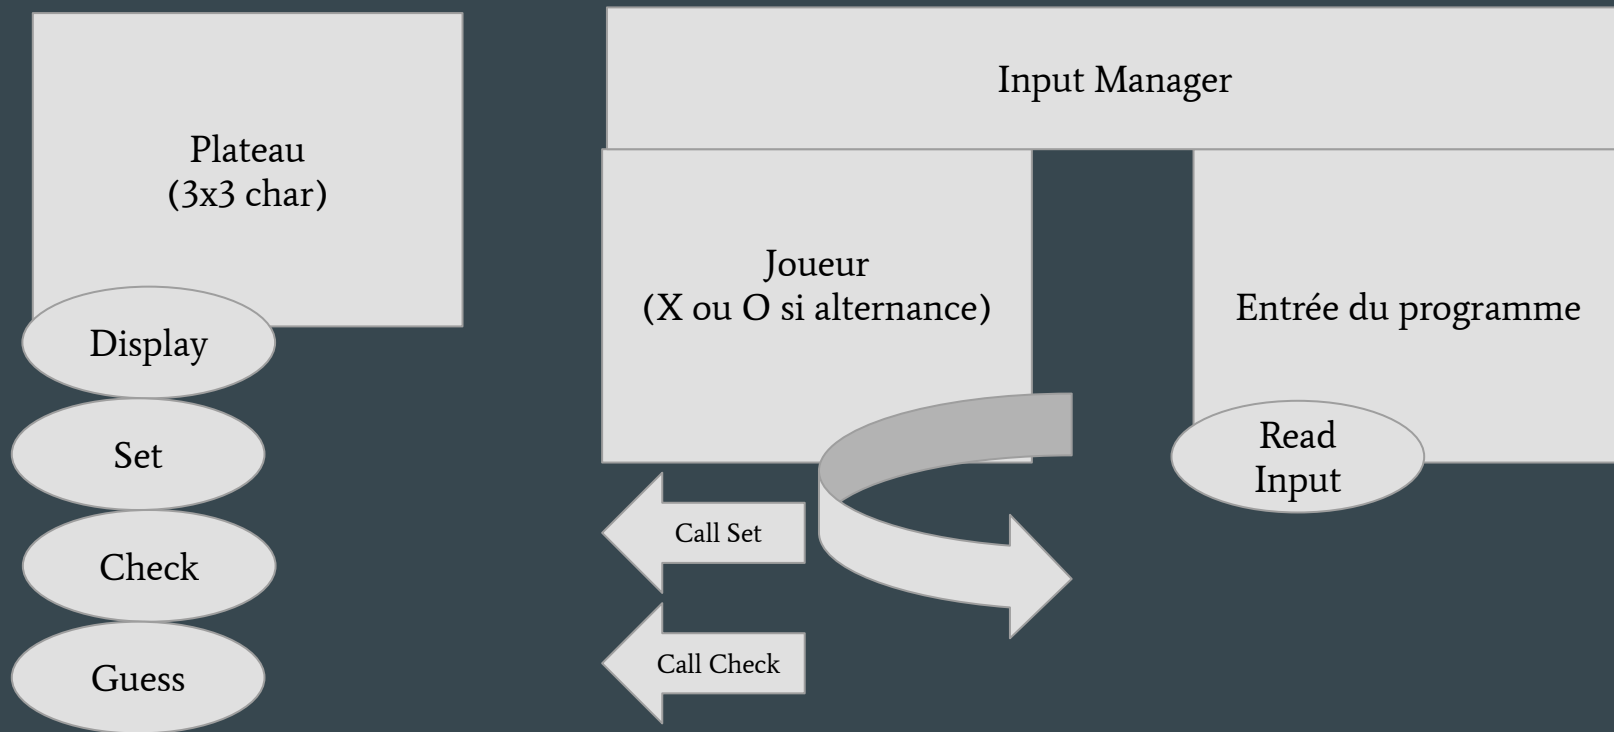 Plateau
(3x3 char)
Display
Set
Check
Guess
Input Manager
Joueur
(X ou O si alternance)
Entrée du programme
Read
Input
Call Set
Call Check